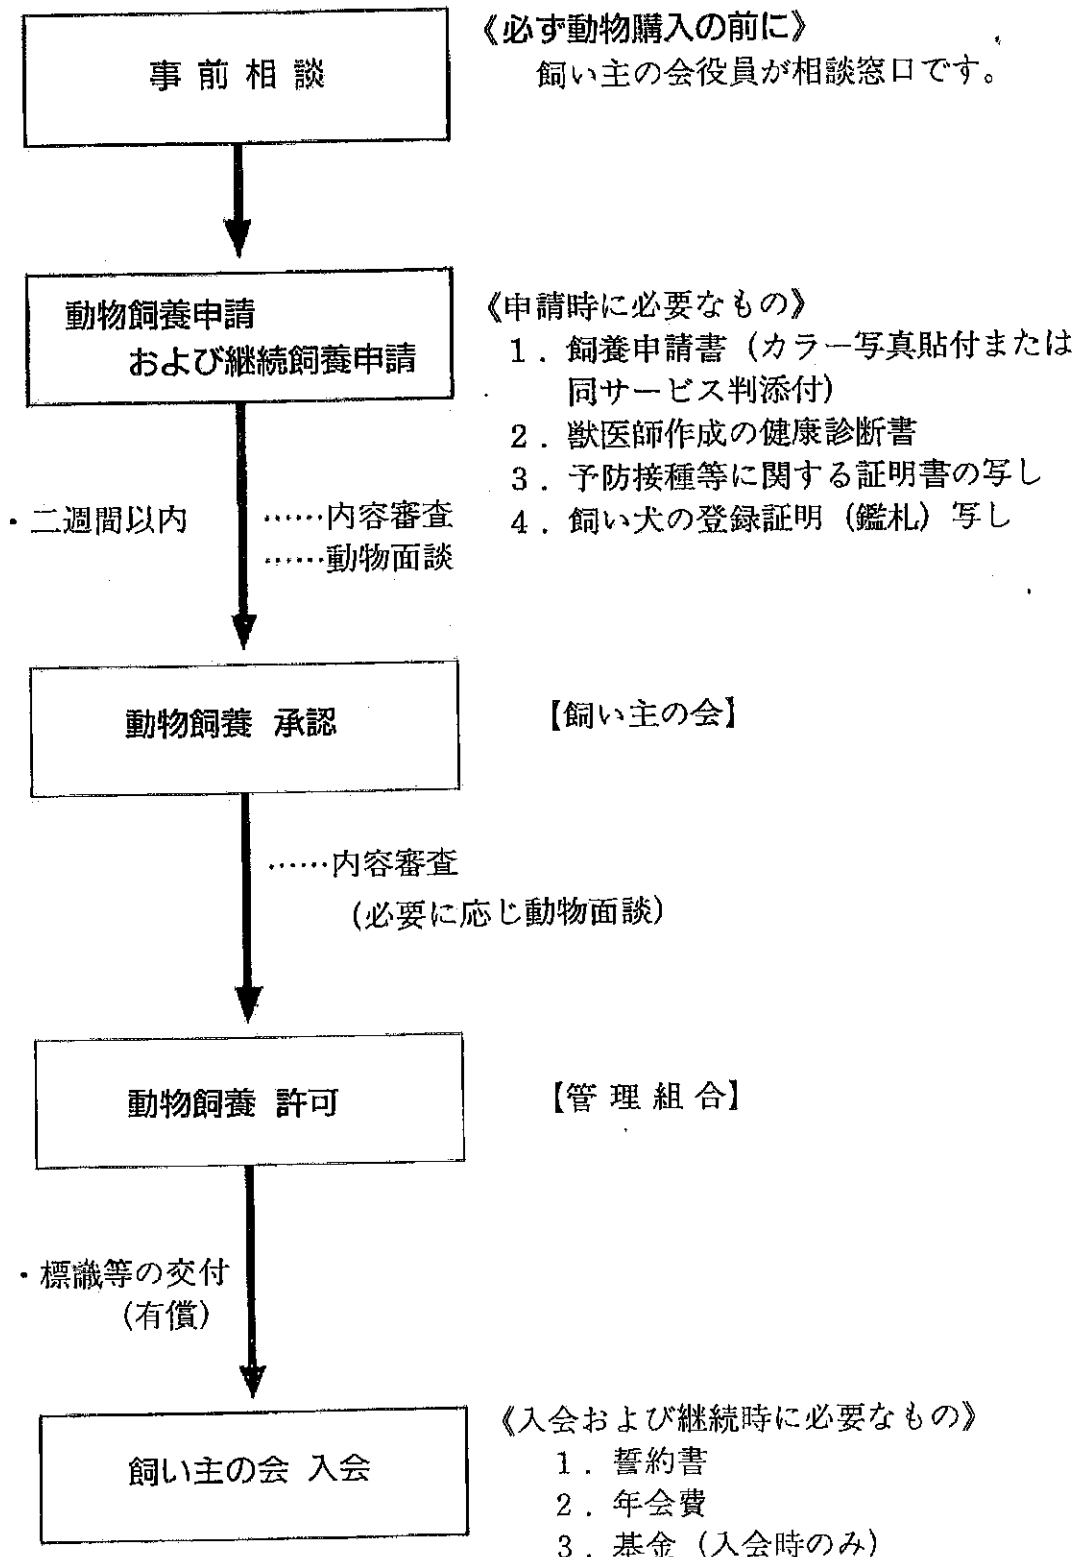 事前相談
《必ず動物購入の前に》
飼い主の会役員が相談窓口です。
動物飼養申請
および継続飼養申請
《申請時に必要なもの》
1．飼養申請書（カラー写真貼付または
同サービス判添付）
2．獣医師作成の健康診断書
3．予防接種等に関する証明書の写し
4．飼い犬の登録証明（鑑札）写し
・二週間以内
……内容審査
……動物面談
動物飼養 承認
【飼い主の会】
……内容審査
（必要に応じ動物面談）
動物飼養 許可
【管理組合】
・標識等の交付
（有償）
飼い主の会 入会
《入会および継続時に必要なもの》
1．誓約書
2．年会費
3．基金（入会時のみ）